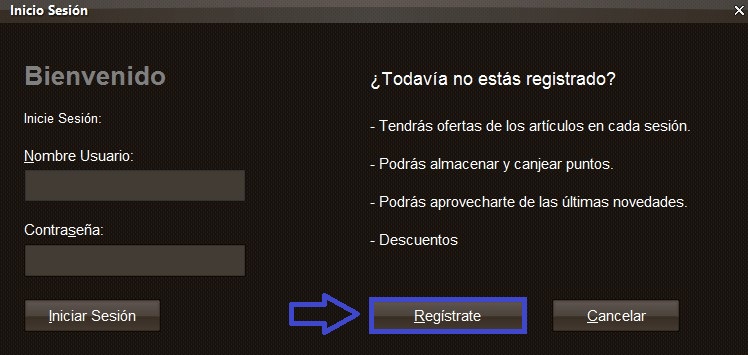 Inicio Sesión
Bienvenido
Inicie Sesión:
Nombre Usuario:
Contraseña:
Iniciar Sesión
¿Todavía no estás registrado?
- Tendrás ofertas de los artículos en cada sesión.
- Podrás almacenar y canjear puntos.
- Podrás aprovecharte de las últimas novedades.
- Descuentos
Regístrate
Cancelar